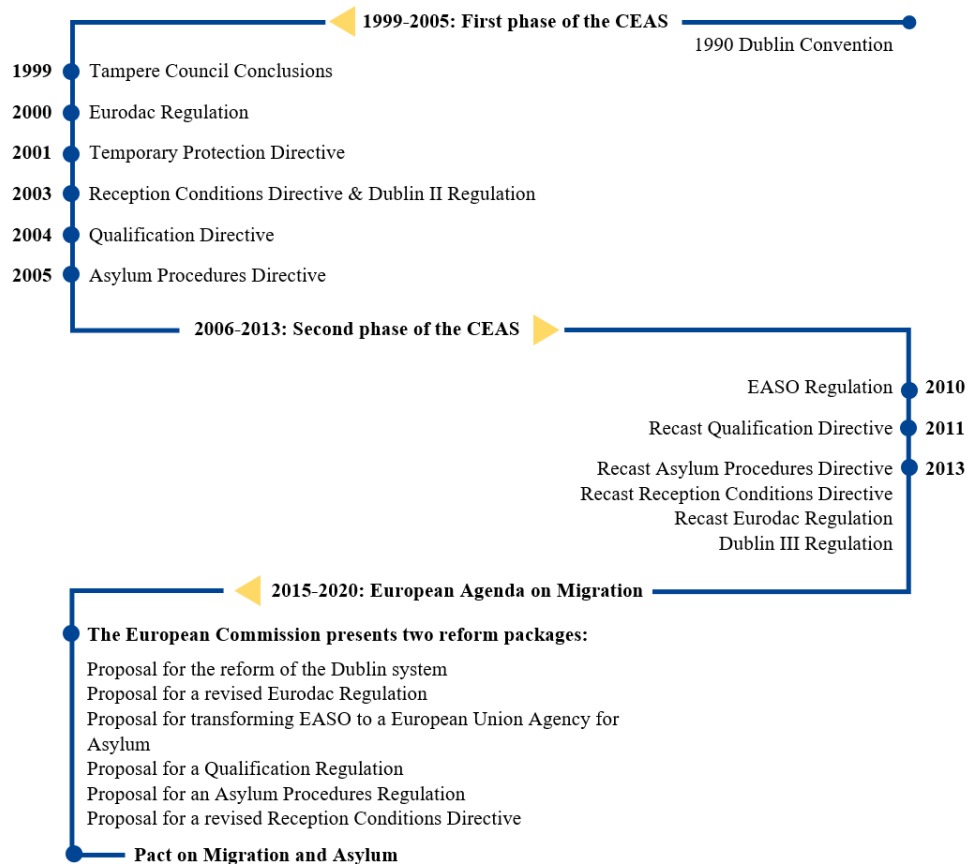 1999-2005: First phase of the CEAS
1990 Dublin Convention
1999 Tampere Council Conclusions
2000 Eurodac Regulation
2001 Temporary Protection Directive
2003 Reception Conditions Directive & Dublin II Regulation
2004 Qualification Directive
2005 Asylum Procedures Directive
2006-2013: Second phase of the CEAS
EASO Regulation 2010
Recast Qualification Directive 2011
Recast Asylum Procedures Directive 2013
Recast Reception Conditions Directive
Recast Eurodac Regulation
Dublin III Regulation
2015-2020: European Agenda on Migration
The European Commission presents two reform packages:
Proposal for the reform of the Dublin system
Proposal for a revised Eurodac Regulation
Proposal for transforming EASO to a European Union Agency for
Asylum
Proposal for a Qualification Regulation
Proposal for an Asylum Procedures Regulation
Proposal for a revised Reception Conditions Directive
Pact on Migration and Asylum